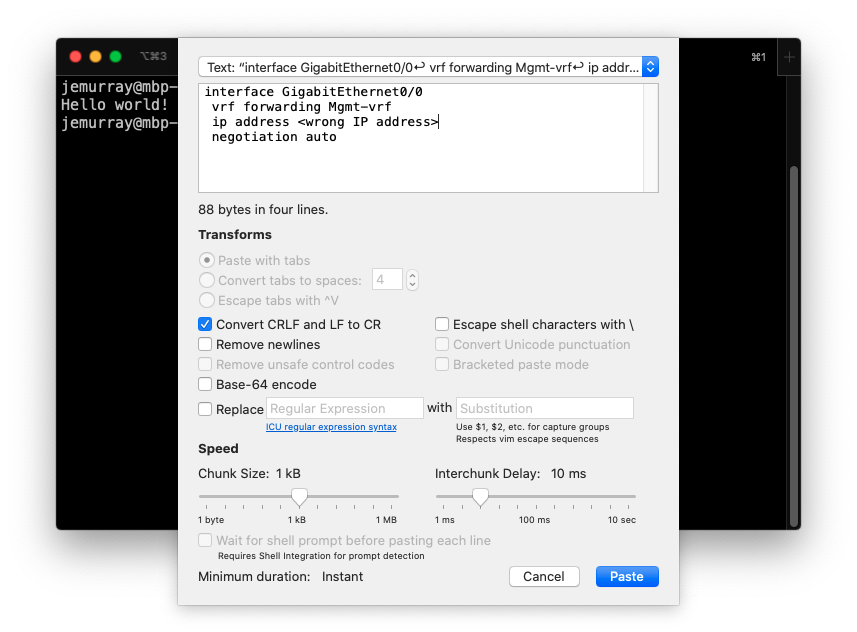 ⌥⌘3
⌘1
jemurray@mbp-
Hello world!
jemurray@mbp-
Text: “interface GigabitEthernet0/0↩ vrf forwarding Mgmt-vrf↩ ip addr...
interface GigabitEthernet0/0
 vrf forwarding Mgmt-vrf
 ip address <wrong IP address>
 negotiation auto
88 bytes in four lines.
Transforms
Paste with tabs
Convert tabs to spaces: 4
Escape tabs with ^V
Convert CRLF and LF to CR
Escape shell characters with \
Remove newlines
Convert Unicode punctuation
Remove unsafe control codes
Bracketed paste mode
Base-64 encode
Replace Regular Expression with Substitution
ICU regular expression syntax
Use $1, $2, etc. for capture groups
Respects vim escape sequences
Speed
Chunk Size: 1 kB
Interchunk Delay: 10 ms
1 byte 1 kB 1 MB
1 ms 100 ms 10 sec
Wait for shell prompt before pasting each line
Requires Shell Integration for prompt detection
Minimum duration: Instant
Cancel
Paste